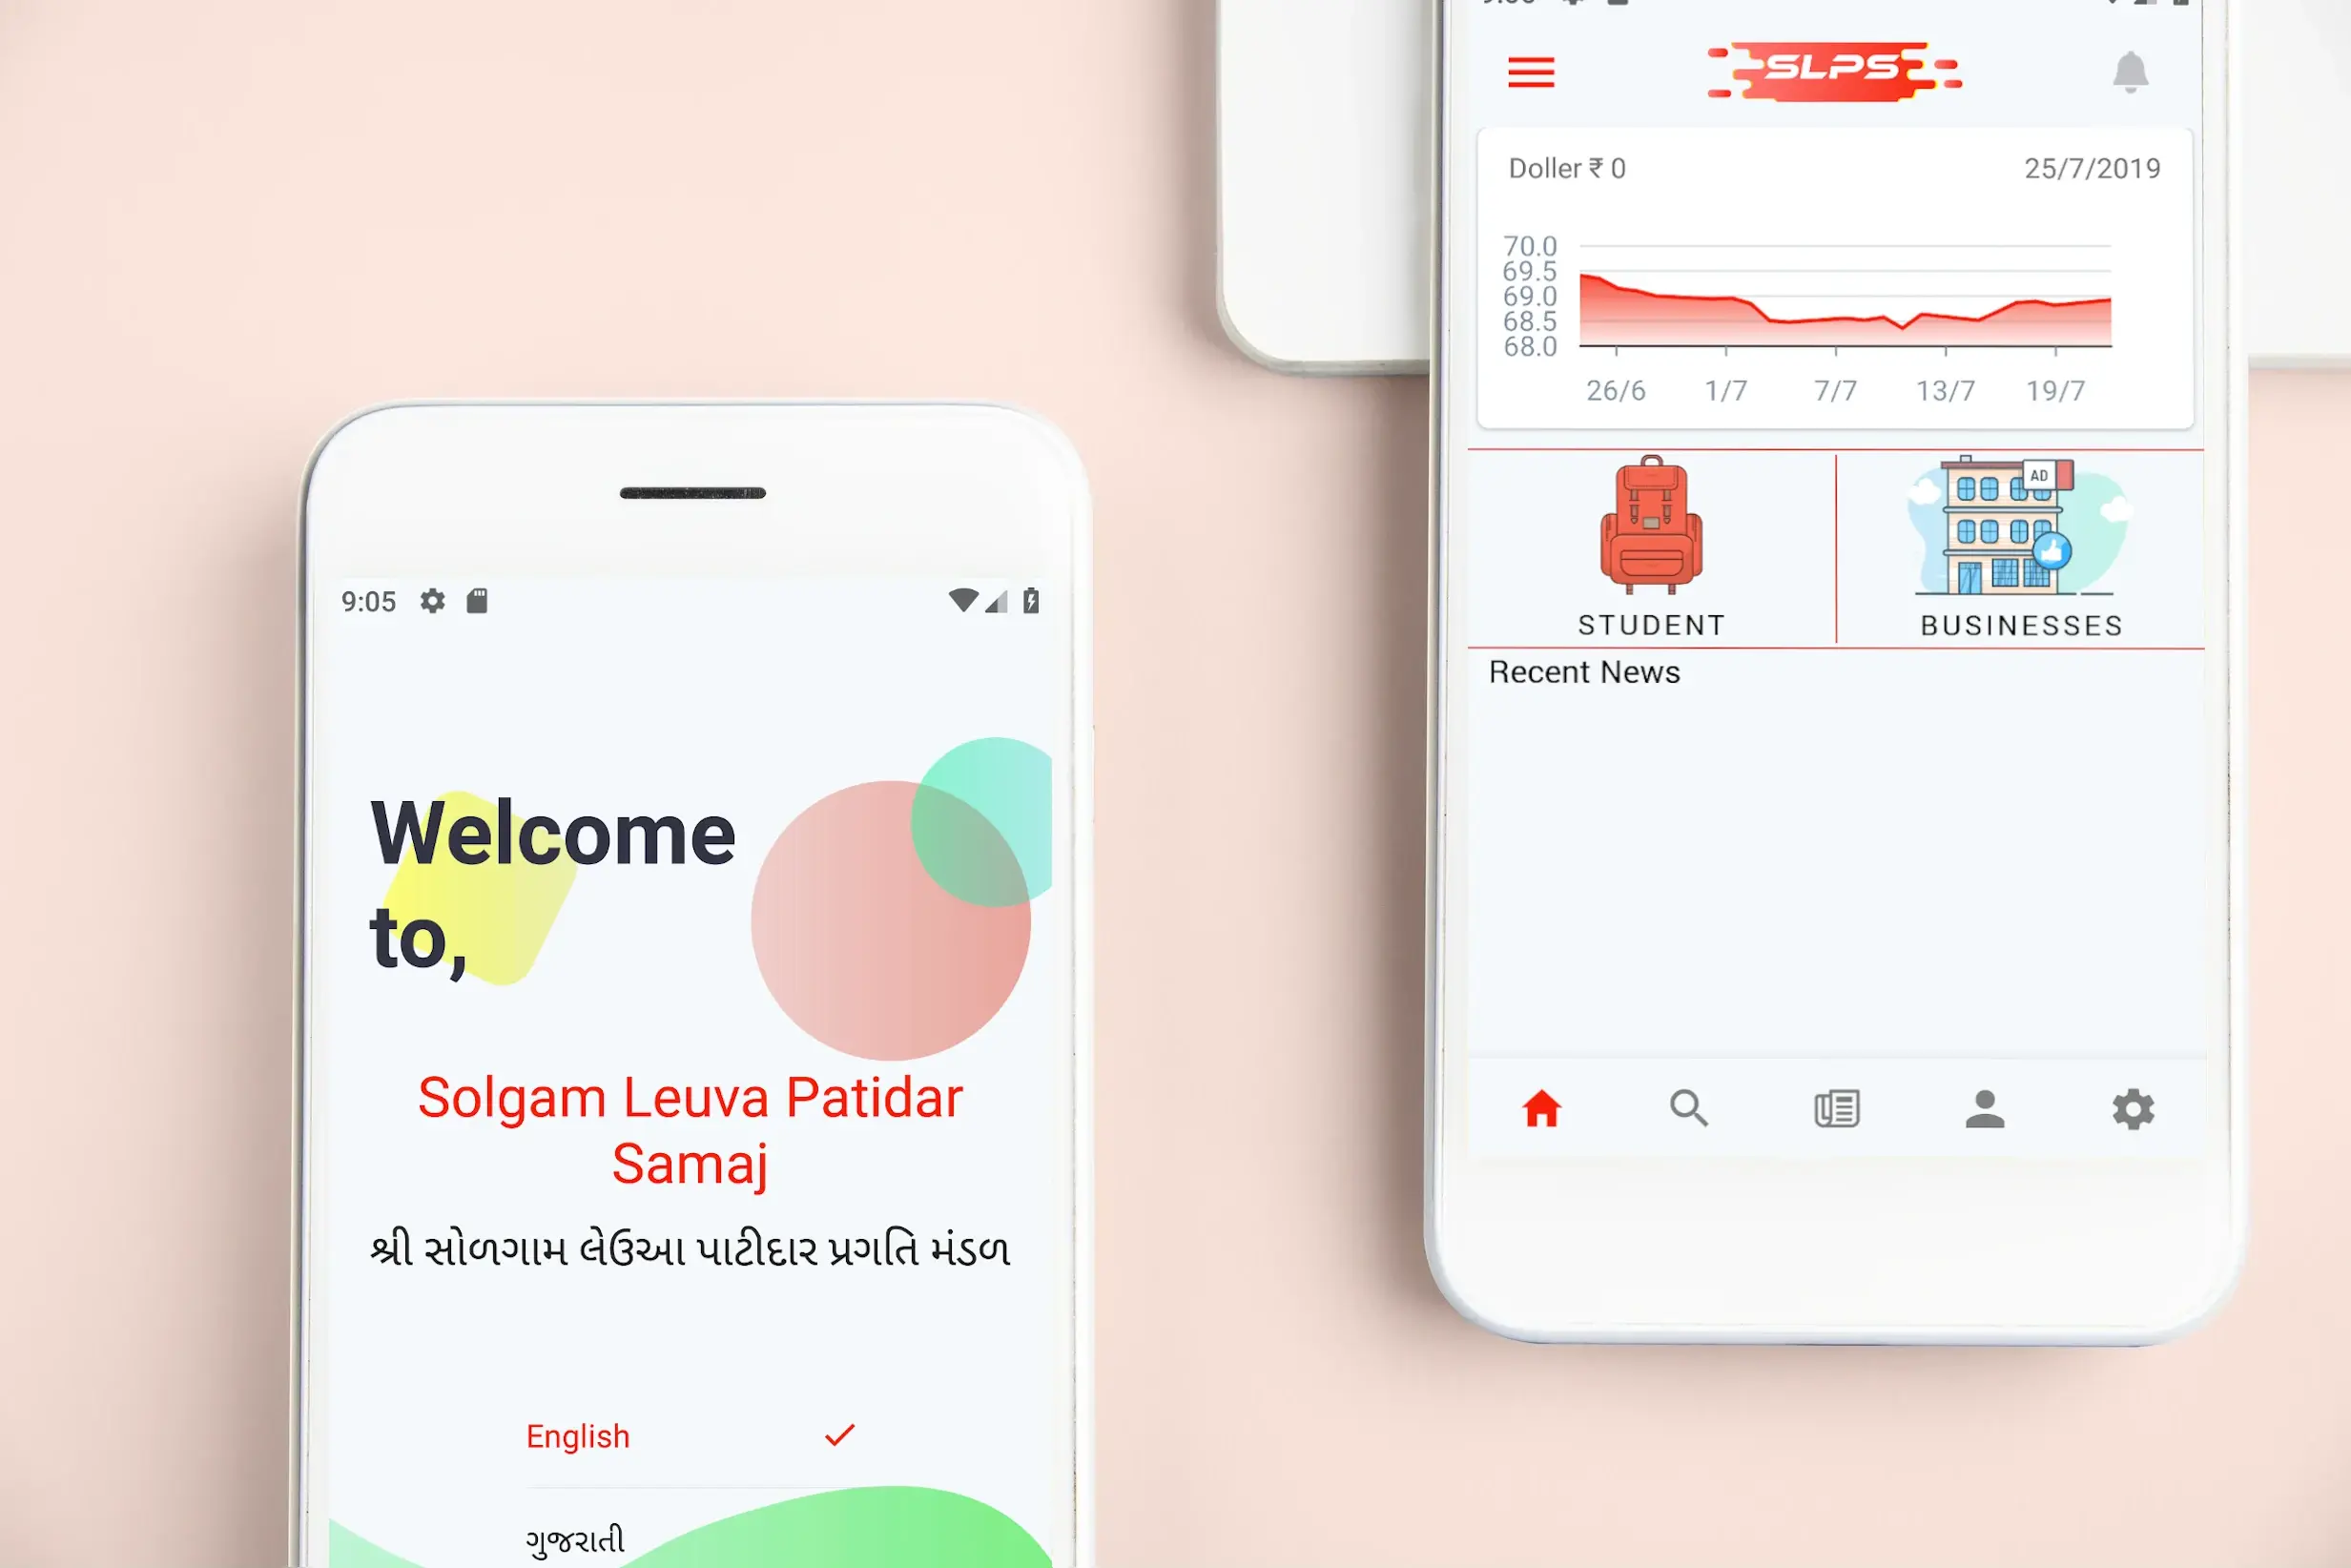 9:05
Welcome
to,
Solgam Leuva Patidar
Samaj
શ્રી સોળગામ લેઉઆ પાટીદાર પ્રગતિ મંડળ
English
ગુજરાતી
SLPS
Doller ₹ 0
25/7/2019
70.0
69.5
69.0
68.5
68.0
26/6
1/7
7/7
13/7
19/7
AD
STUDENT
BUSINESSES
Recent News